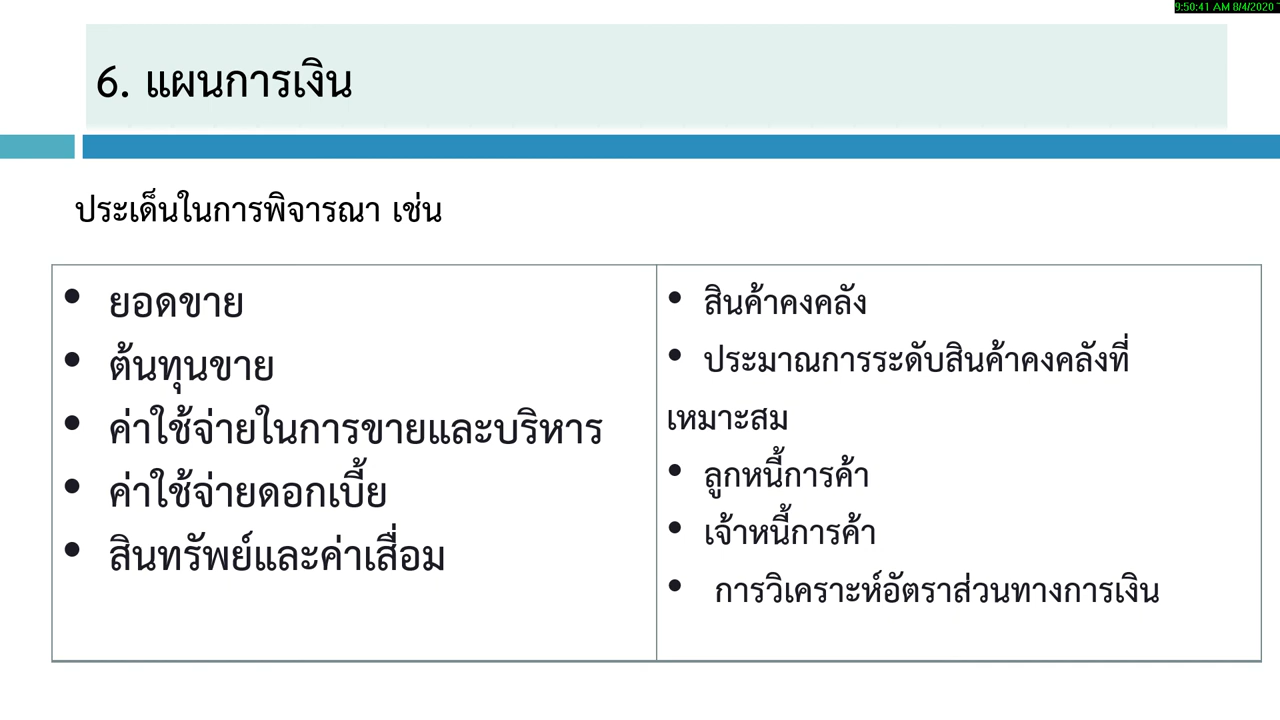 9:50:41 AM 8/4/2020
6. แผนการเงิน
ประเด็นในการพิจารณา เช่น
• ยอดขาย
• ต้นทุนขาย
• ค่าใช้จ่ายในการขายและบริหาร
• ค่าใช้จ่ายดอกเบี้ย
• สินทรัพย์และค่าเสื่อม
• สินค้าคงคลัง
• ประมาณการระดับสินค้าคงคลังที่
เหมาะสม
• ลูกหนี้การค้า
• เจ้าหนี้การค้า
• การวิเคราะห์อัตราส่วนทางการเงิน